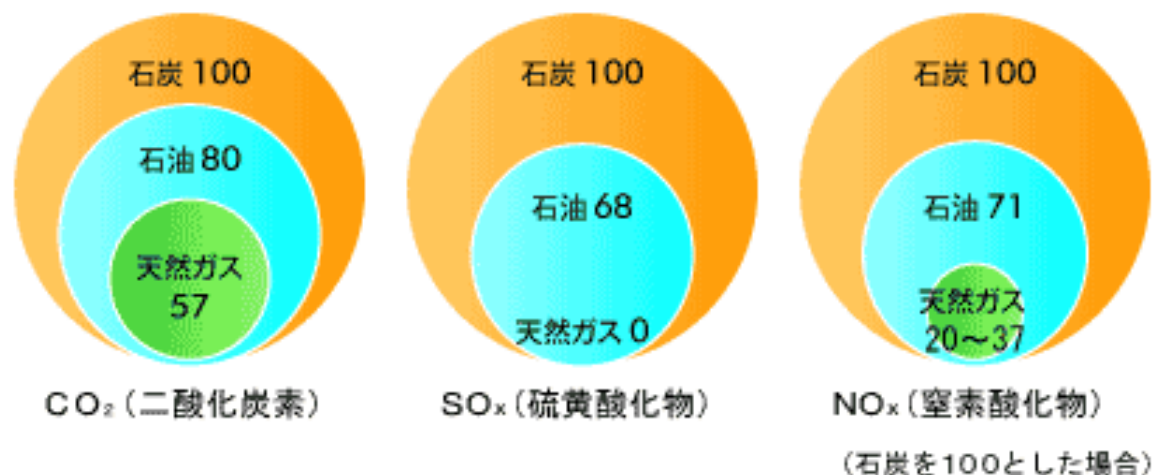 石炭 100
石油 80
天然ガス
57
CO₂(二酸化炭素)
石炭 100
石油 68
天然ガス 0
SOx(硫黄酸化物)
石炭 100
石油 71
天然ガス
20〜37
NOx(窒素酸化物)
(石炭を100とした場合)